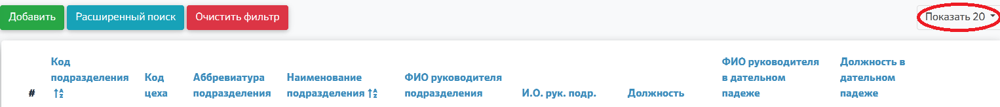 Добавить Расширенный поиск Очистить фильтр Показать 20
# Код подразделения Код цеха Аббревиатура подразделения Наименование подразделения ФИО руководителя подразделения И.О. рук. подр. Должность ФИО руководителя в дательном падеже Должность в дательном падеже